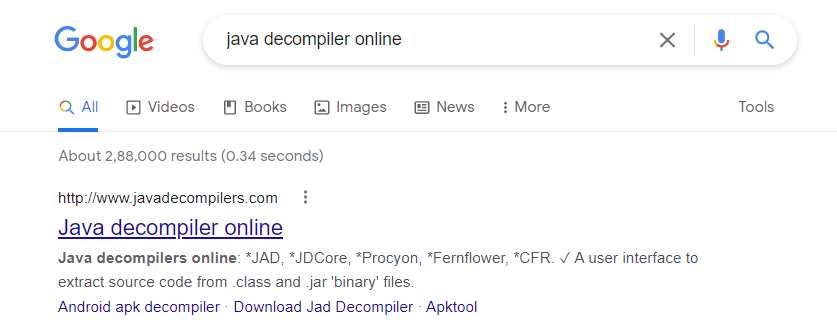 Google java decompiler online
All Videos Books Images News More Tools
About 2,88,000 results (0.34 seconds)
http://www.javadecompilers.com
Java decompiler online
Java decompilers online: *JAD, *JDCore, *Procyon, *Fernflower, *CFR. ✓ A user interface to
extract source code from .class and .jar 'binary' files.
Android apk decompiler · Download Jad Decompiler · Apktool